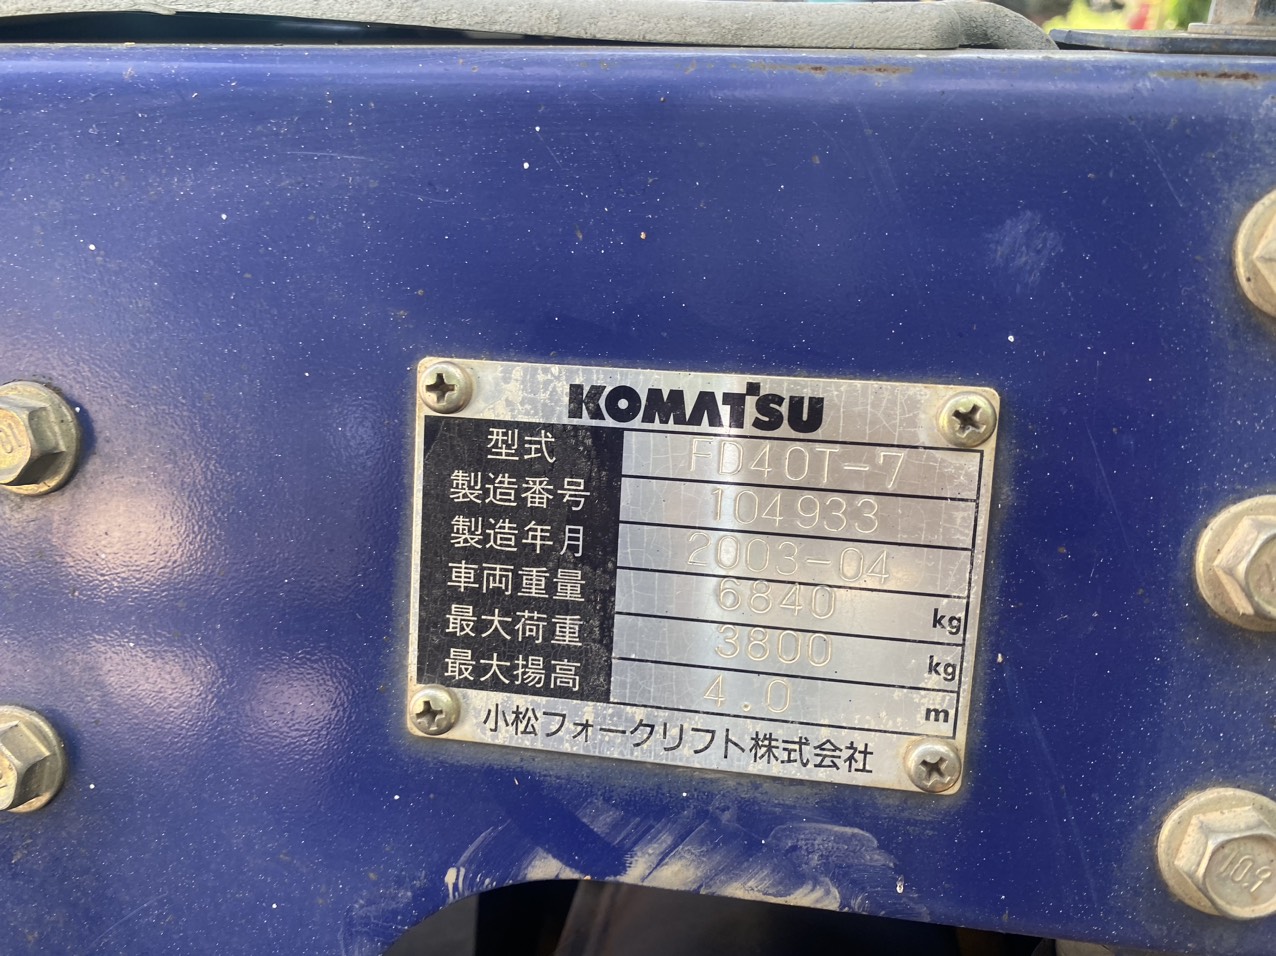 KOMATSU
型式 FD40T-7
製造番号 104933
製造年月 2003-04
車両重量 6840 kg
最大荷重 3800 kg
最大揚高 4.0 m
小松フォークリフト株式会社
10.9